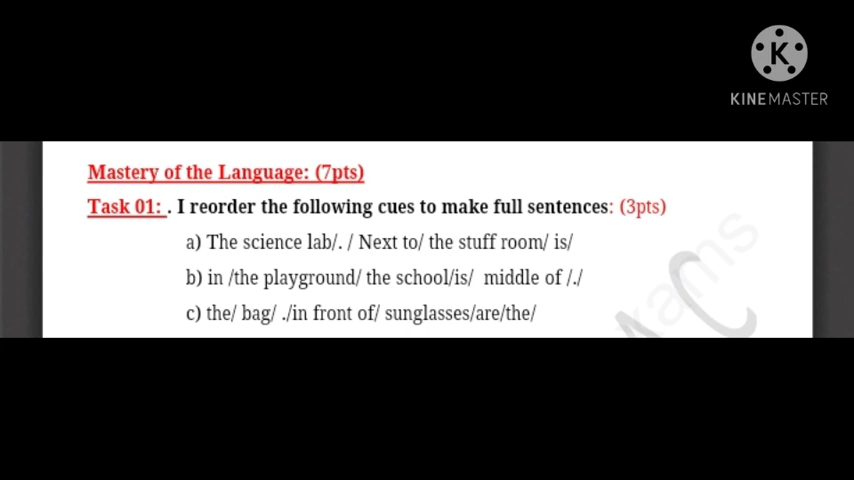 K
KINEMASTER
Mastery of the Language: (7pts)
Task 01: . I reorder the following cues to make full sentences: (3pts)
a) The science lab/. / Next to/ the stuff room/ is/
b) in /the playground/ the school/is/ middle of /./
c) the/ bag/ ./in front of/ sunglasses/are/the/